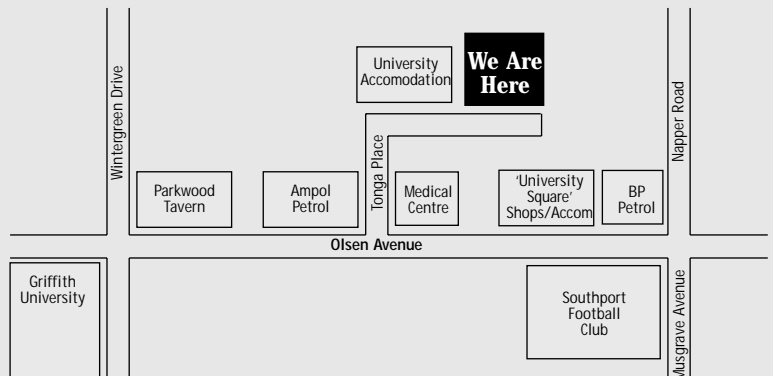 University
Accomodation
We Are
Here
Wintergreen Drive
Napper Road
Tonga Place
Parkwood
Tavern
Ampol
Petrol
Medical
Centre
'University
Square'
Shops/Accom
BP
Petrol
Olsen Avenue
Griffith
University
Southport
Football
Club
Musgrave Avenue